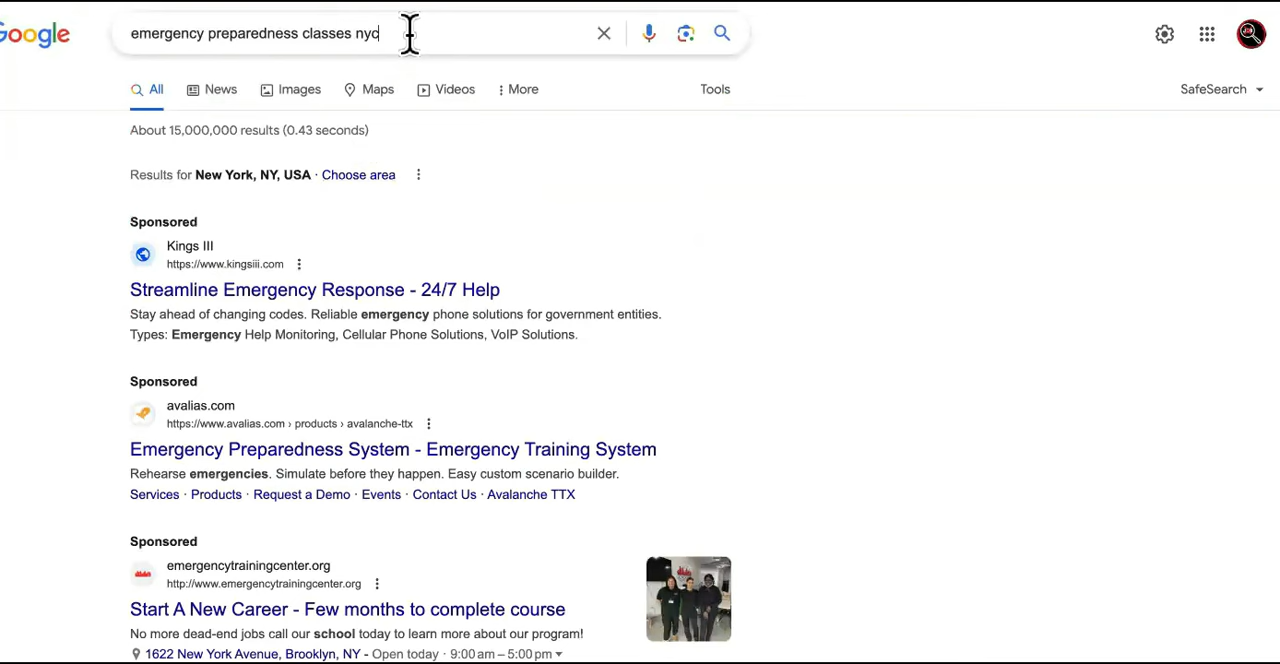 Google
emergency preparedness classes nyc
All News Images Maps Videos More Tools SafeSearch
About 15,000,000 results (0.43 seconds)
Results for New York, NY, USA · Choose area
Sponsored
Kings III
https://www.kingsiii.com
Streamline Emergency Response - 24/7 Help
Stay ahead of changing codes. Reliable emergency phone solutions for government entities.
Types: Emergency Help Monitoring, Cellular Phone Solutions, VoIP Solutions.
Sponsored
avalias.com
https://www.avalias.com › products › avalanche-ttx
Emergency Preparedness System - Emergency Training System
Rehearse emergencies. Simulate before they happen. Easy custom scenario builder.
Services · Products · Request a Demo · Events · Contact Us · Avalanche TTX
Sponsored
emergencytrainingcenter.org
http://www.emergencytrainingcenter.org
Start A New Career - Few months to complete course
No more dead-end jobs call our school today to learn more about our program!
1622 New York Avenue, Brooklyn, NY - Open today · 9:00 am – 5:00 pm